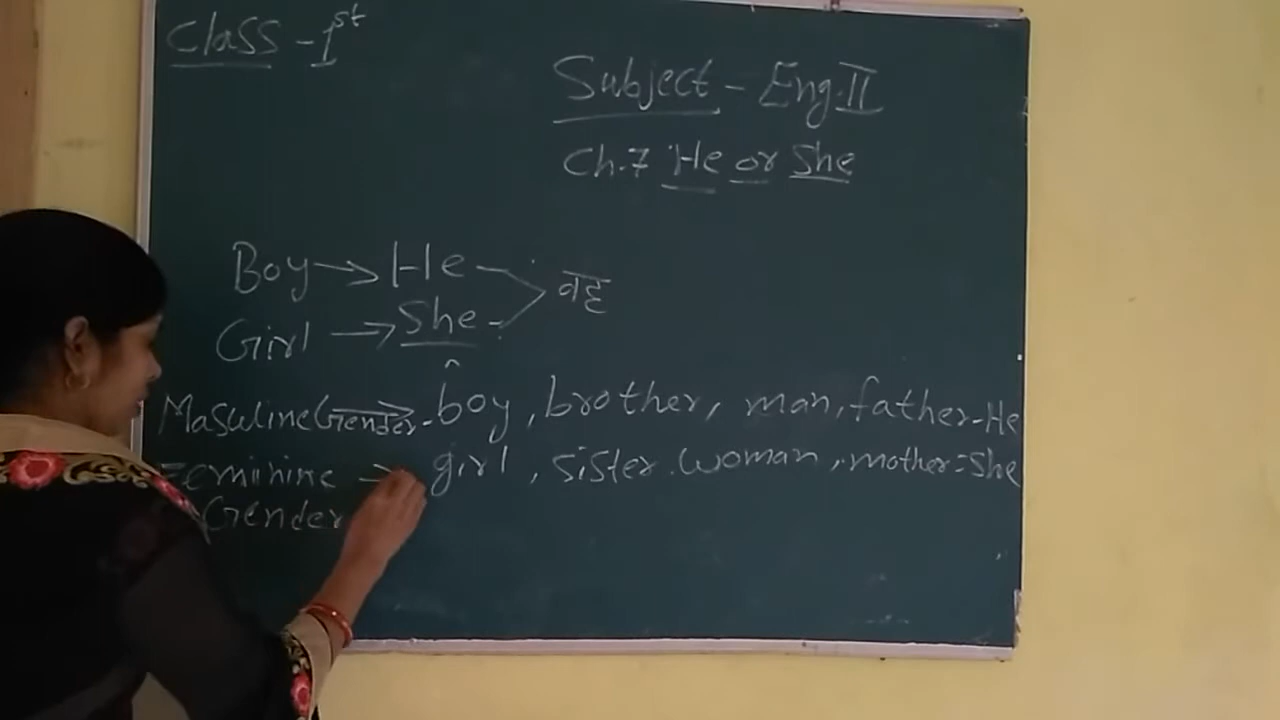 Class - 1st
Subject - Eng.II
Ch.7 He or She
Boy → He
वह
Girl → She
Masuline Gender → boy, brother, man, father - He
Feminine → girl, sister. woman, mother = She
Gender